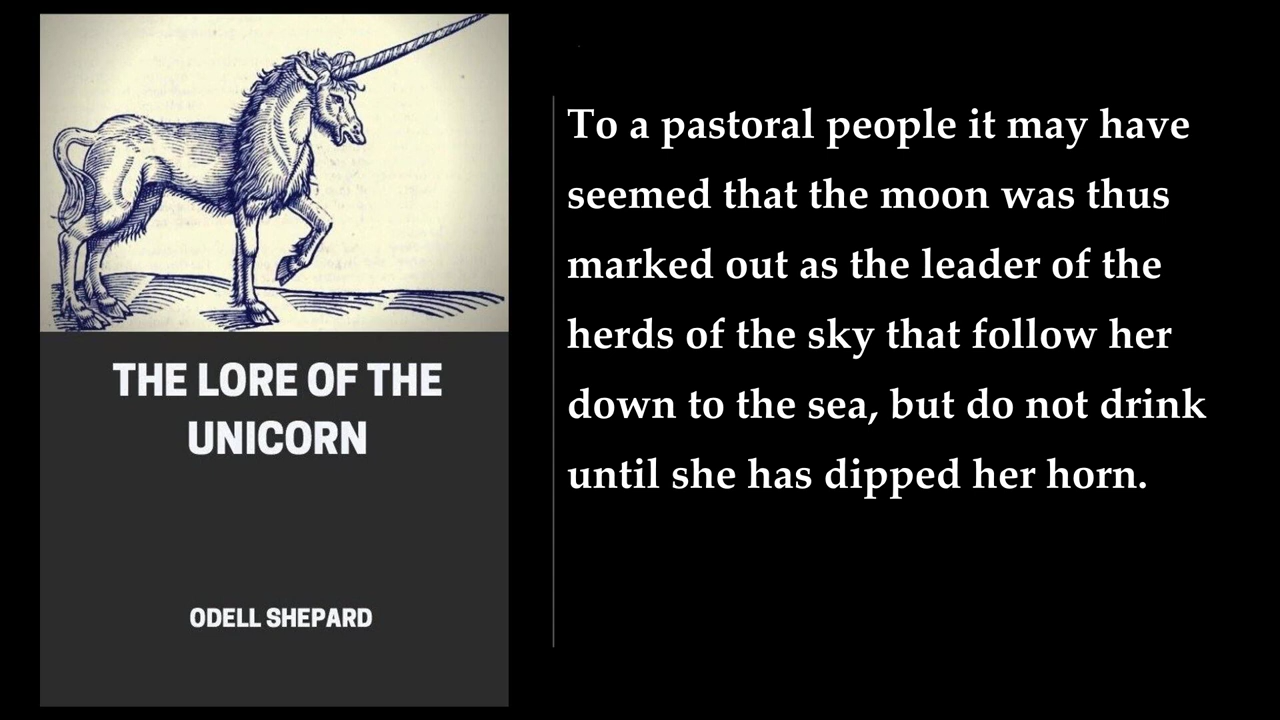 THE LORE OF THE
UNICORN
ODELL SHEPARD
To a pastoral people it may have
seemed that the moon was thus
marked out as the leader of the
herds of the sky that follow her
down to the sea, but do not drink
until she has dipped her horn.